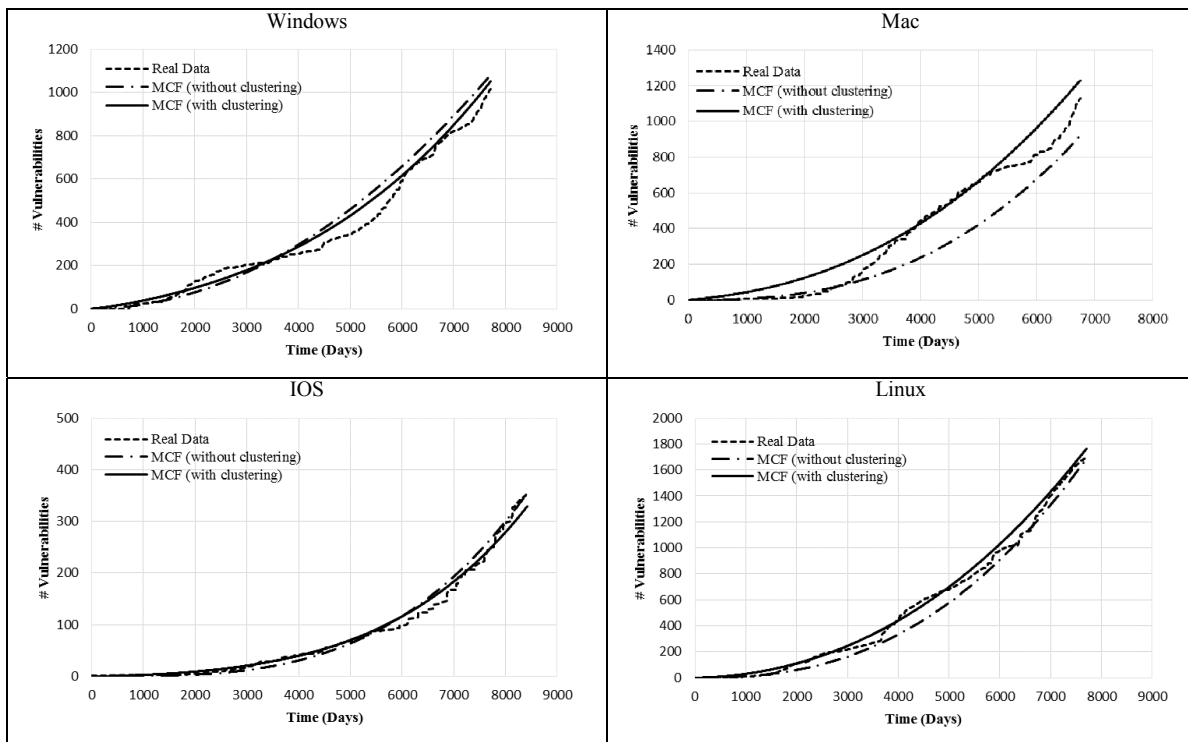 Windows
1200
1000
800
600
400
200
0
# Vulnerabilities
Real Data
MCF (without clustering)
MCF (with clustering)
0 1000 2000 3000 4000 5000 6000 7000 8000 9000
Time (Days)
Mac
1400
1200
1000
800
600
400
200
0
# Vulnerabilities
Real Data
MCF (without clustering)
MCF (with clustering)
0 1000 2000 3000 4000 5000 6000 7000 8000
Time (Days)
IOS
500
400
300
200
100
0
# Vulnerabilities
Real Data
MCF (without clustering)
MCF (with clustering)
0 1000 2000 3000 4000 5000 6000 7000 8000 9000
Time (Days)
Linux
2000
1800
1600
1400
1200
1000
800
600
400
200
0
# Vulnerabilities
Real Data
MCF (without clustering)
MCF (with clustering)
0 1000 2000 3000 4000 5000 6000 7000 8000 9000
Time (Days)